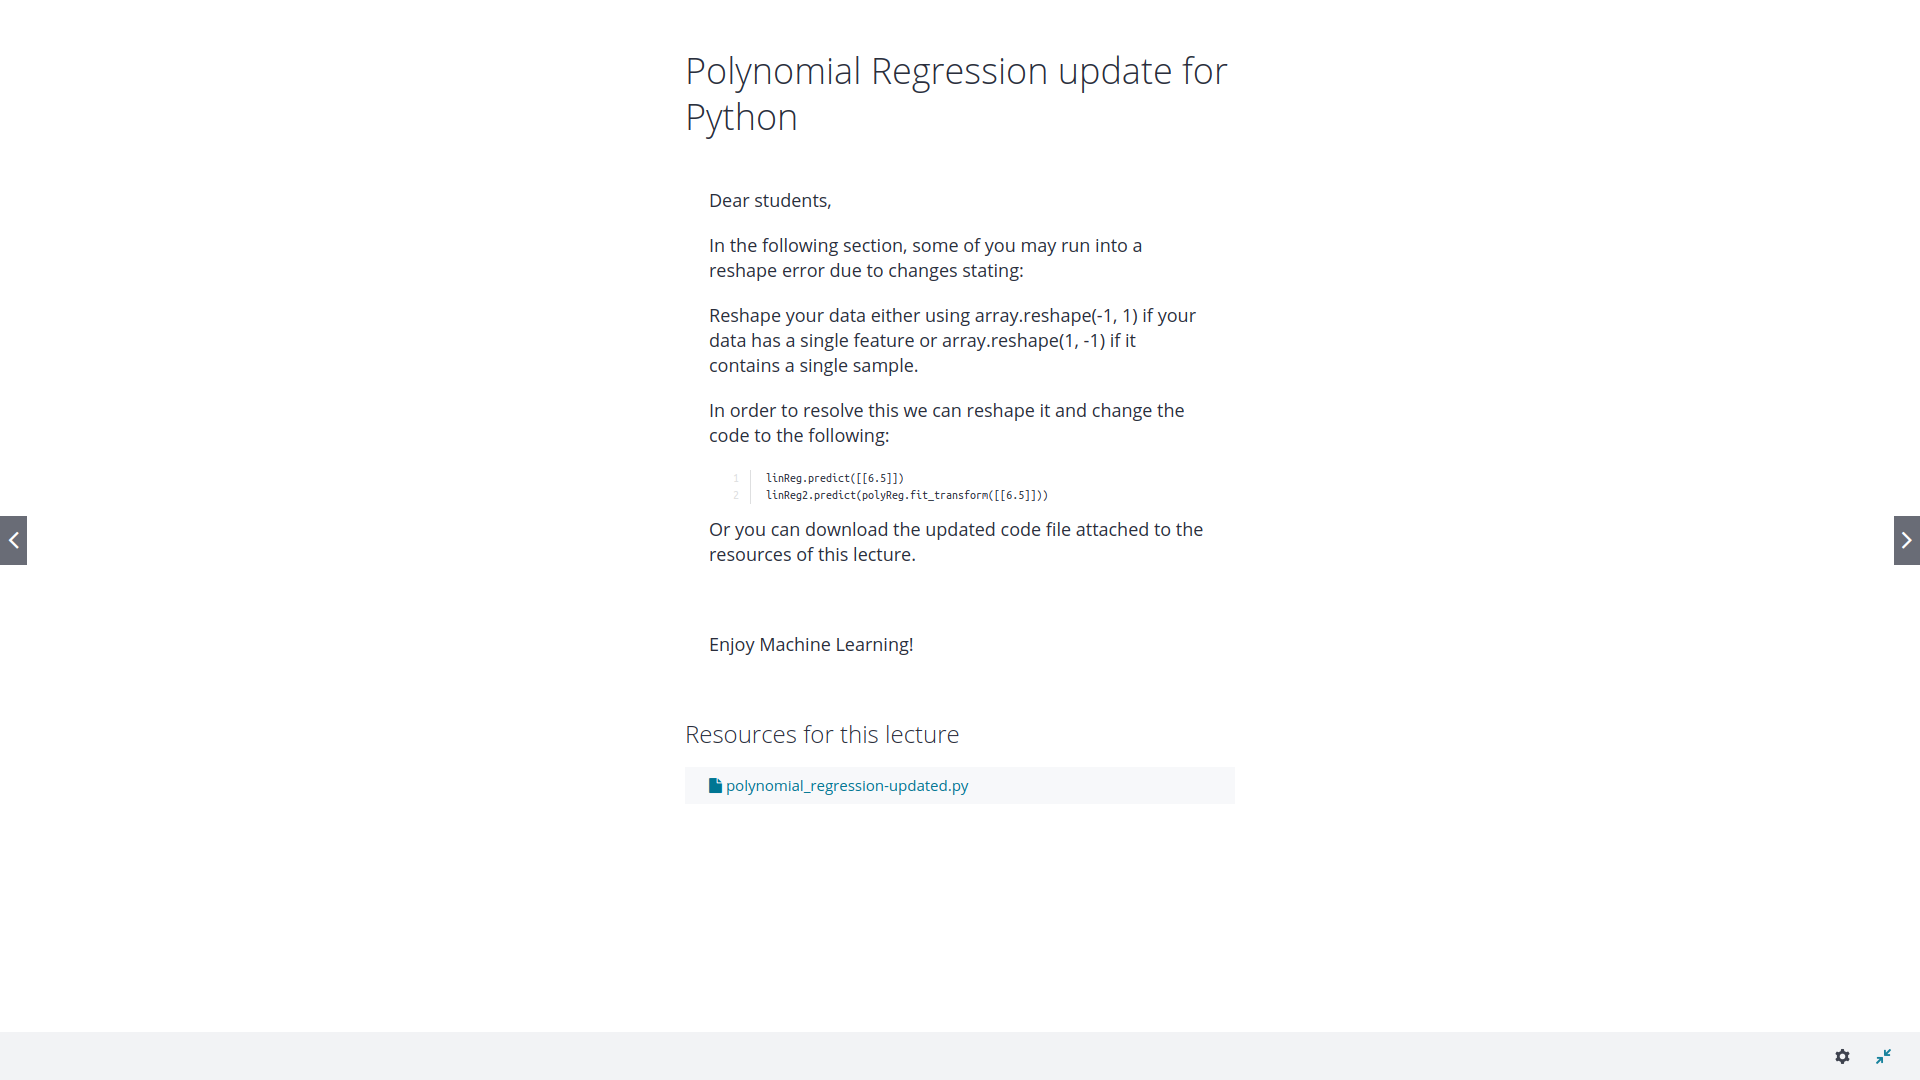 Polynomial Regression update for
Python
Dear students,
In the following section, some of you may run into a
reshape error due to changes stating:
Reshape your data either using array.reshape(-1, 1) if your
data has a single feature or array.reshape(1, -1) if it
contains a single sample.
In order to resolve this we can reshape it and change the
code to the following:
1 linReg.predict([[6.5]])
2 linReg2.predict(polyReg.fit_transform([[6.5]]))
Or you can download the updated code file attached to the
resources of this lecture.
Enjoy Machine Learning!
Resources for this lecture
polynomial_regression-updated.py